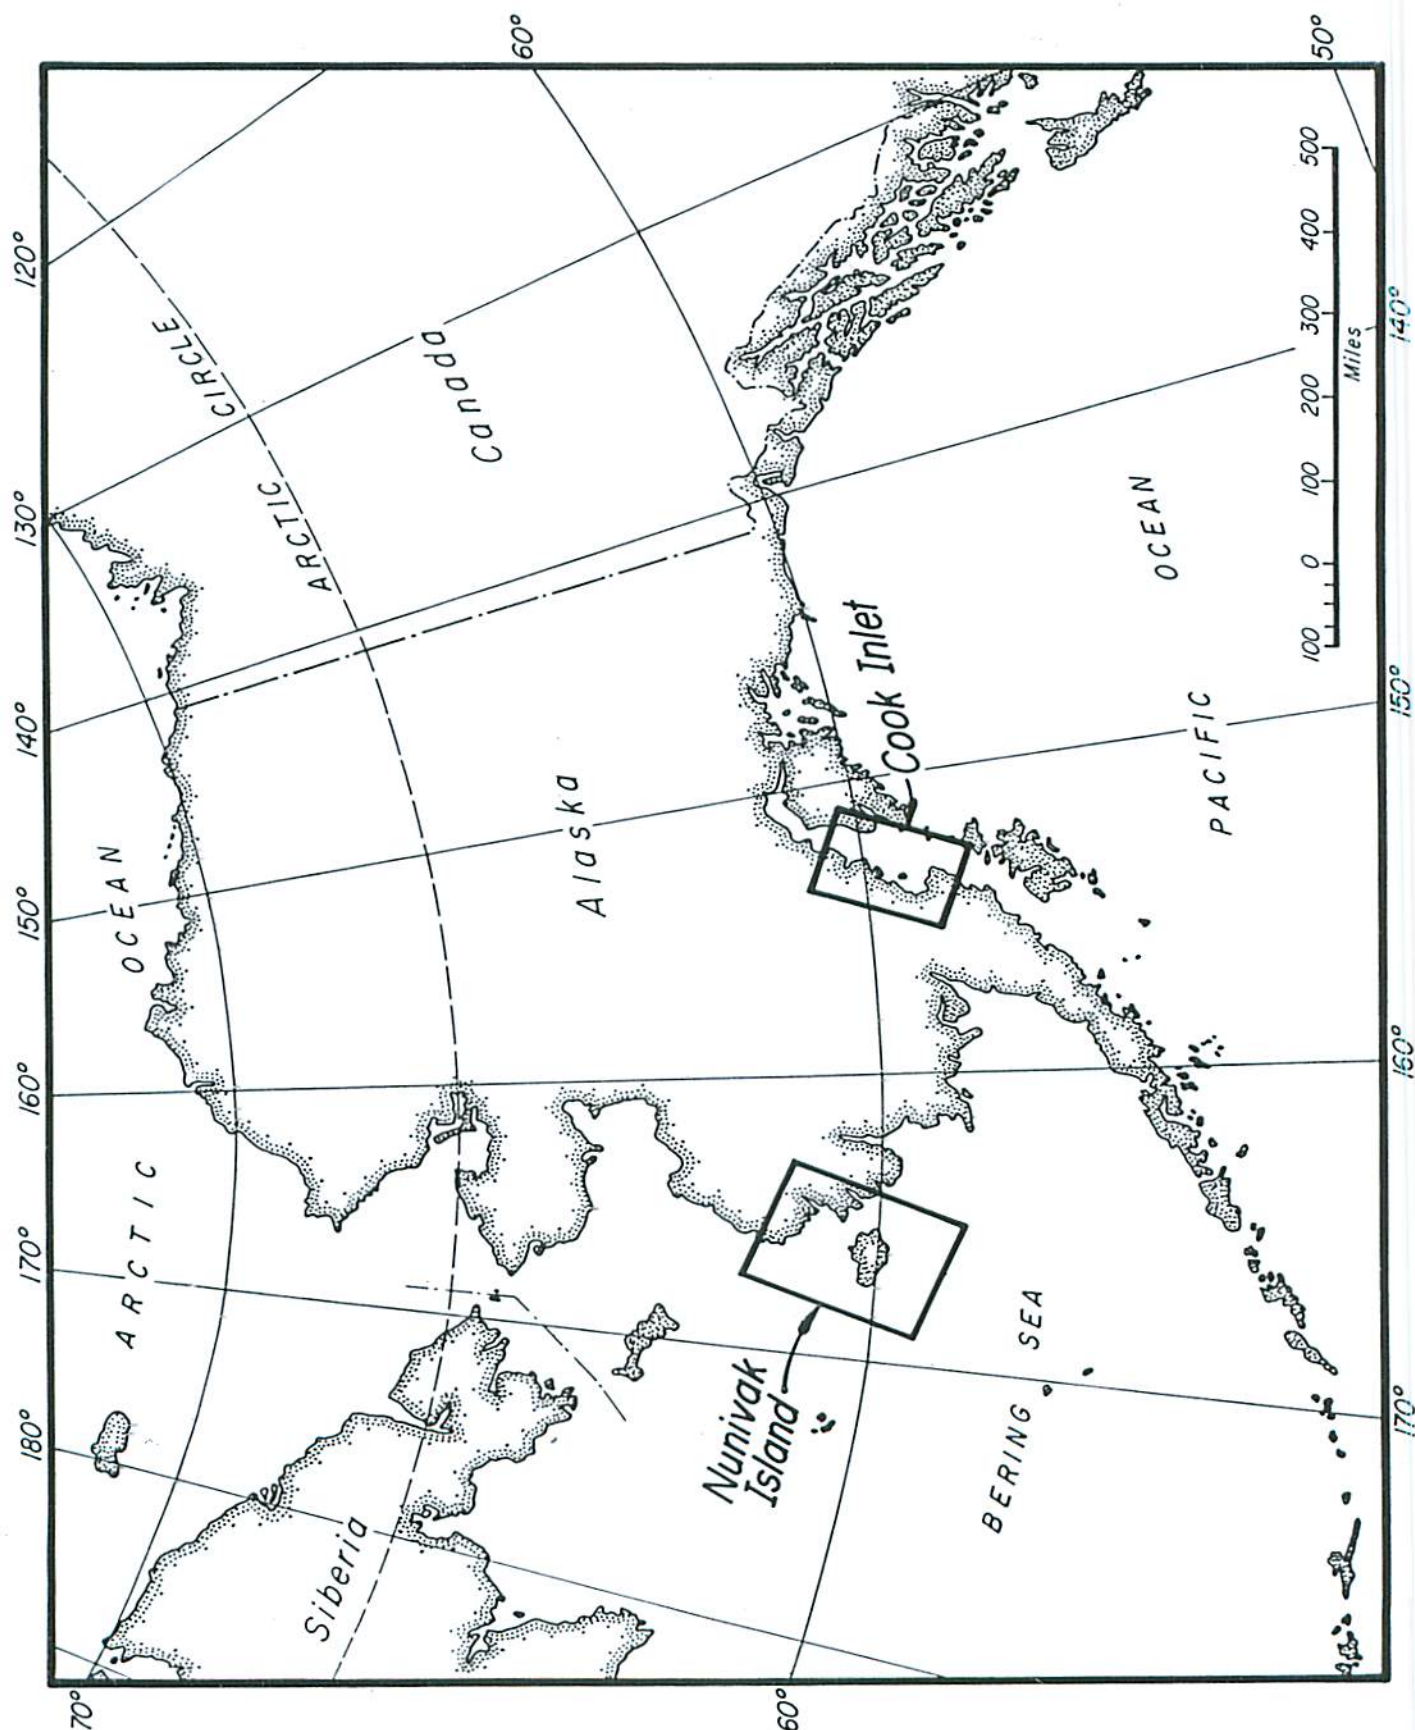 70°
180°
170°
160°
150°
140°
130°
120°
ARCTIC OCEAN
ARCTIC CIRCLE
Siberia
Canada
60°
Alaska
Nunivak
Island
60°
Cook Inlet
BERING SEA
PACIFIC OCEAN
100 0 100 200 300 400 500
Miles
50°
170°
160°
150°
140°